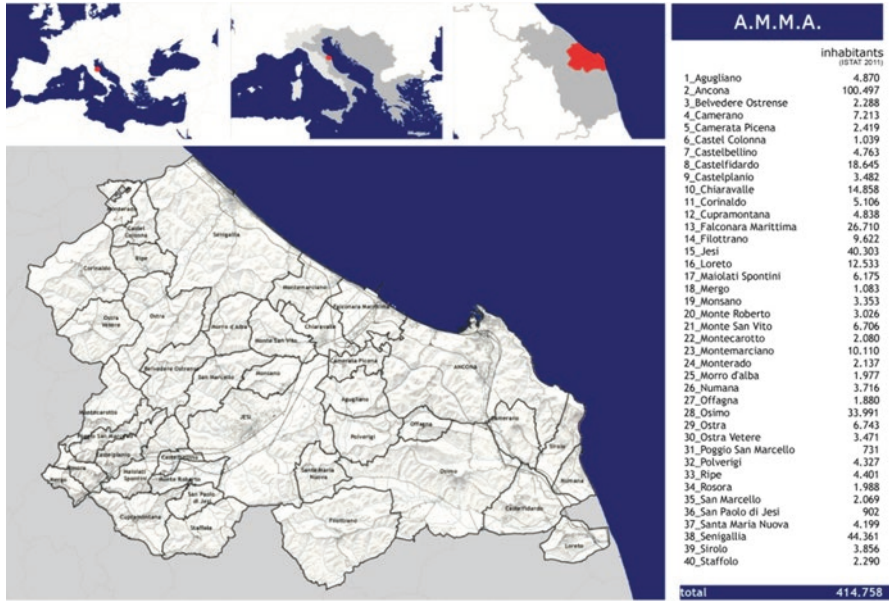 A.M.M.A.
inhabitants
(ISTAT 2011)
1_Agugliano 4.870
2_Ancona 100.497
3_Belvedere Ostrense 2.288
4_Camerano 7.213
5_Camerata Picena 2.419
6_Castel Colonna 1.039
7_Castelbellino 4.763
8_Castelfidardo 18.645
9_Castelplanio 3.482
10_Chiaravalle 14.858
11_Corinaldo 5.106
12_Cupramontana 4.838
13_Falconara Marittima 26.710
14_Filottrano 9.622
15_Jesi 40.303
16_Loreto 12.533
17_Maiolati Spontini 6.175
18_Mergo 1.083
19_Monsano 3.353
20_Monte Roberto 3.026
21_Monte San Vito 6.706
22_Montecarotto 2.080
23_Montemarciano 10.110
24_Monterado 2.137
25_Morro d'alba 1.977
26_Numana 3.716
27_Offagna 1.880
28_Osimo 33.991
29_Ostra 6.743
30_Ostra Vetere 3.471
31_Poggio San Marcello 731
32_Polverigi 4.327
33_Ripe 4.401
34_Rosora 1.988
35_San Marcello 2.069
36_San Paolo di Jesi 902
37_Santa Maria Nuova 4.199
38_Senigallia 44.361
39_Sirolo 3.856
40_Staffolo 2.290
total 414.758
Monterado
Castel
Colonna
Senigallia
Ripe
Corinaldo
Montemarciano
Ostra
Vetere
Ostra
Falconara Marittima
Morro d'alba
Chiaravalle
Monte San Vito
Camerata Picena
Belvedere Ostrense
ANCONA
San Marcello
Monsano
Agugliano
Montecarotto
JESI
Offagna
Camerano
Poggio San Marcello
Polverigi
Castelplanio
Castelbellino
Sirolo
Rosora
Maiolati
Spontini
Monte Roberto
Santa Maria
Nuova
Osimo
Mergo
Numana
San Paolo
di Jesi
Castelfidardo
Cupramontana
Staffolo
Filottrano
Loreto